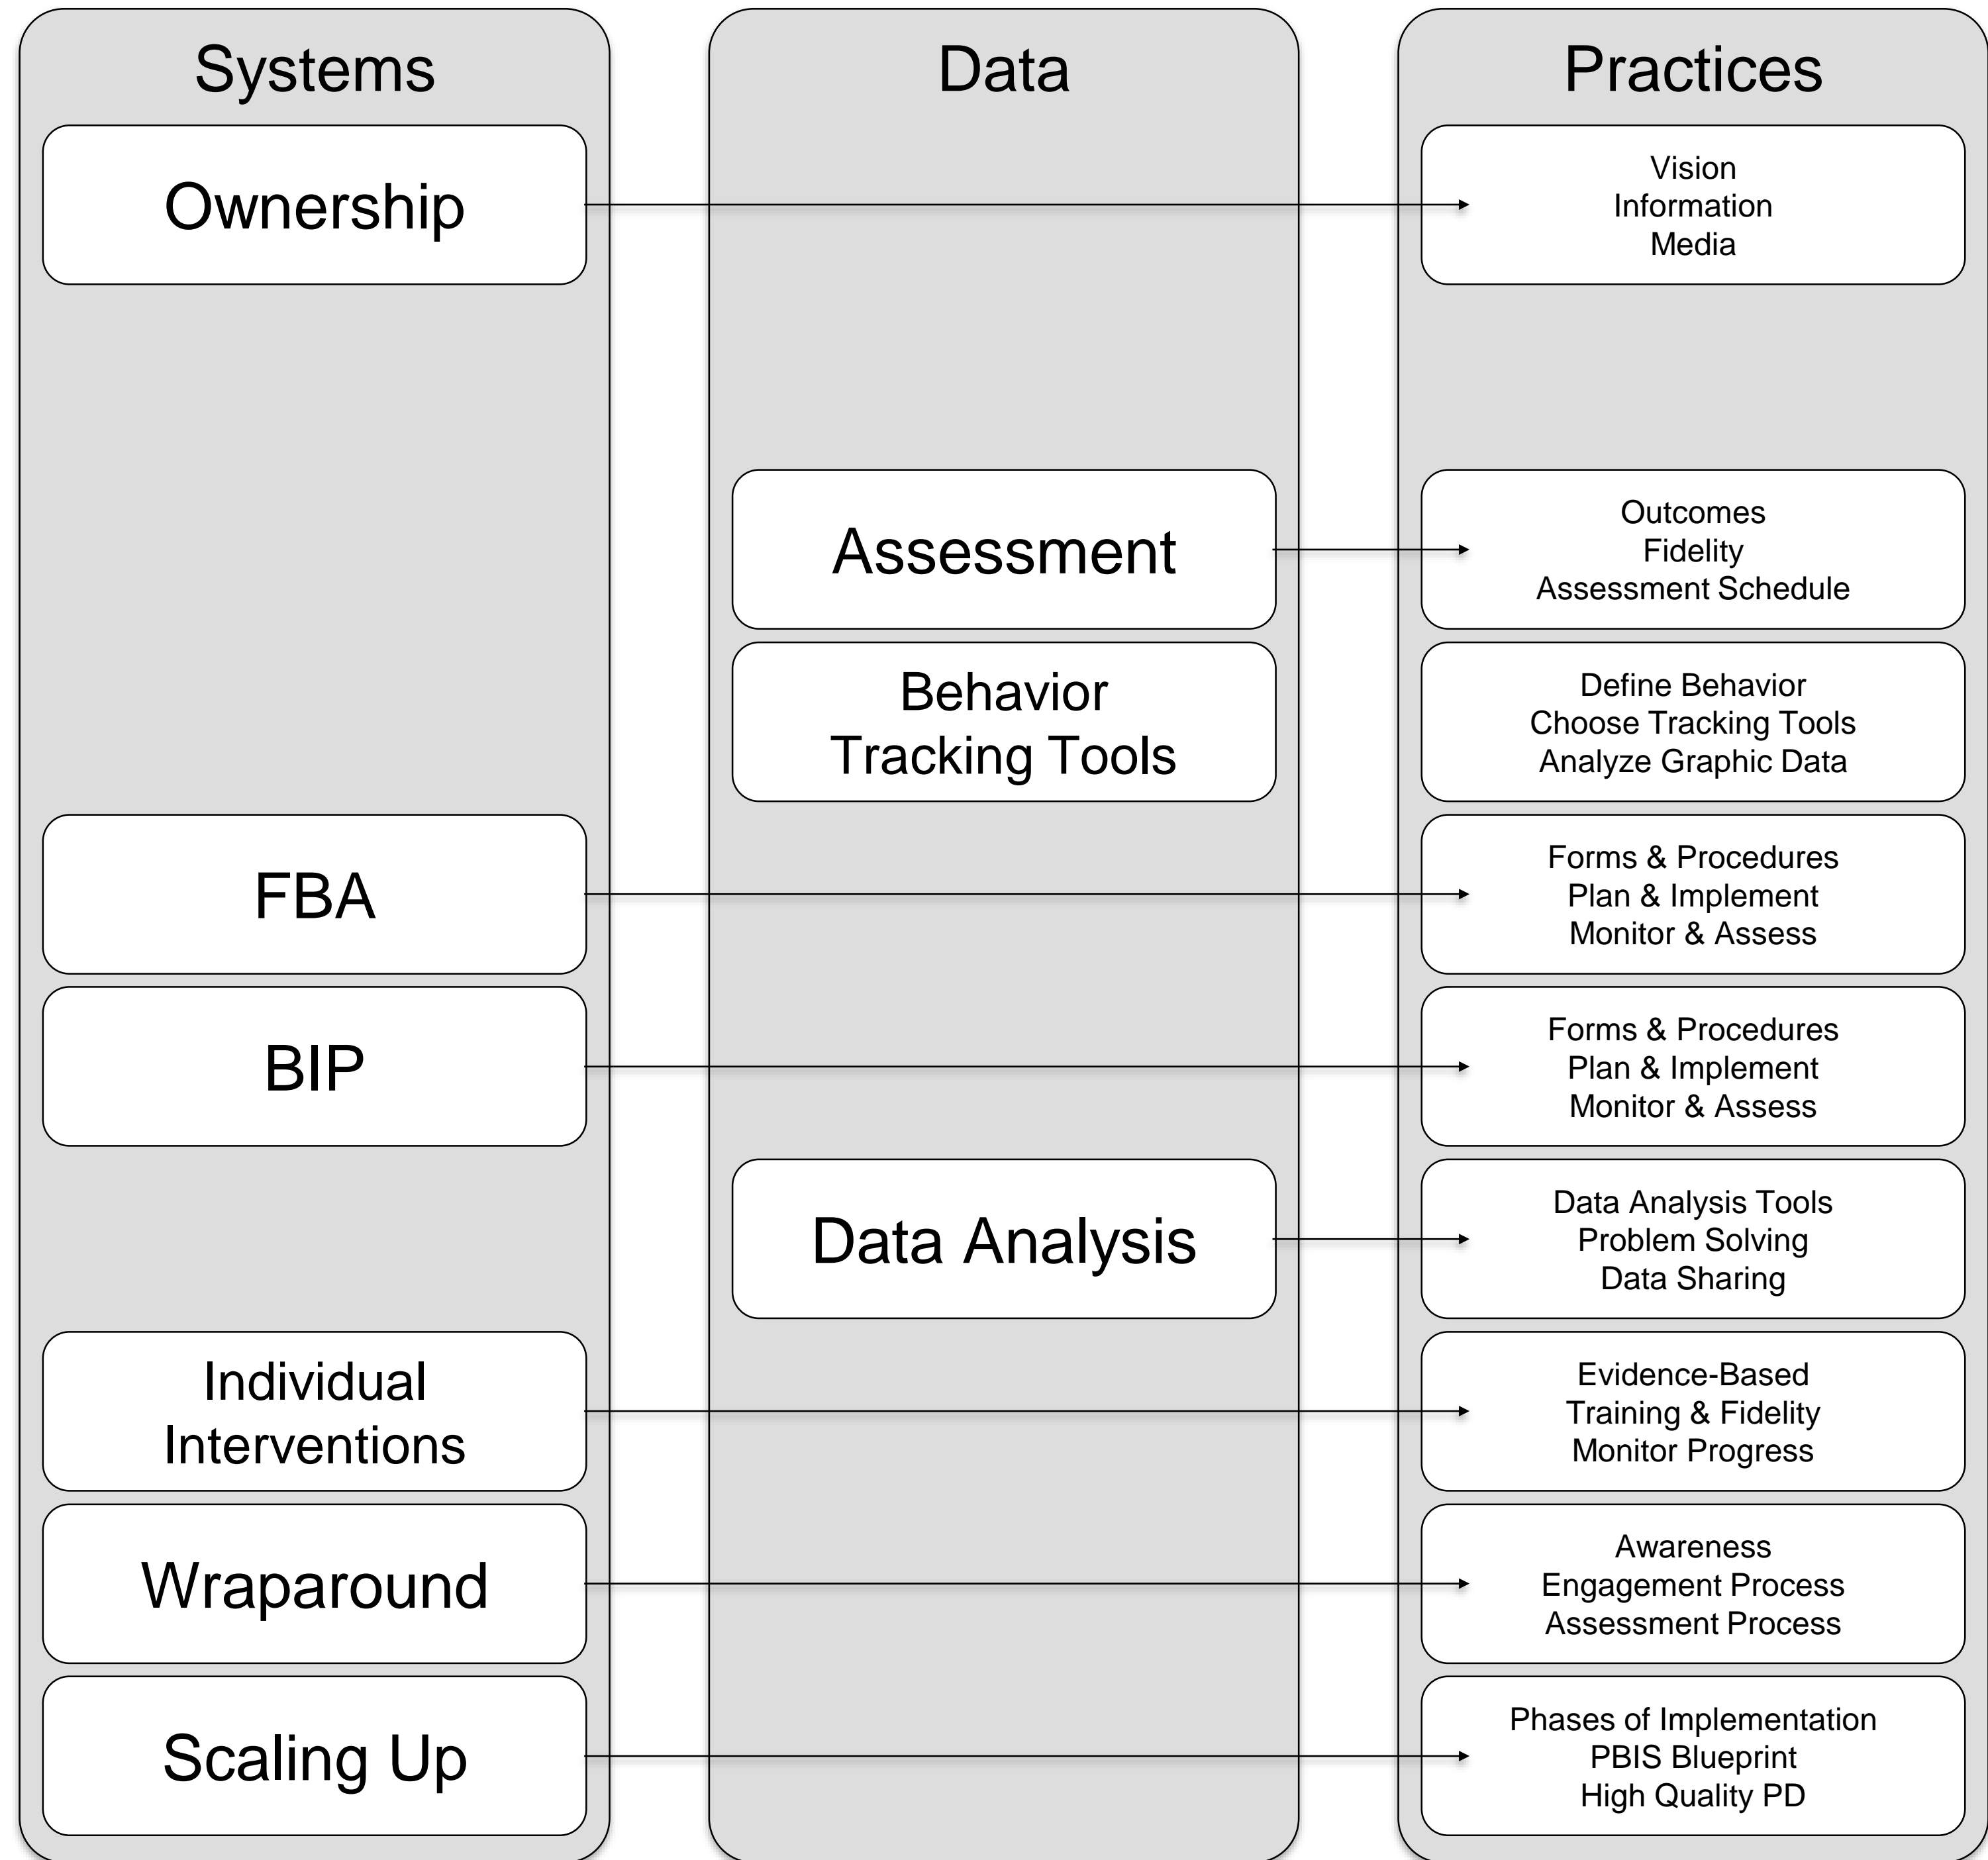 Systems
Data
Practices
Ownership
Vision
Information
Media
Assessment
Outcomes
Fidelity
Assessment Schedule
Behavior
Tracking Tools
Define Behavior
Choose Tracking Tools
Analyze Graphic Data
FBA
Forms & Procedures
Plan & Implement
Monitor & Assess
BIP
Forms & Procedures
Plan & Implement
Monitor & Assess
Data Analysis
Data Analysis Tools
Problem Solving
Data Sharing
Individual
Interventions
Evidence-Based
Training & Fidelity
Monitor Progress
Wraparound
Awareness
Engagement Process
Assessment Process
Scaling Up
Phases of Implementation
PBIS Blueprint
High Quality PD